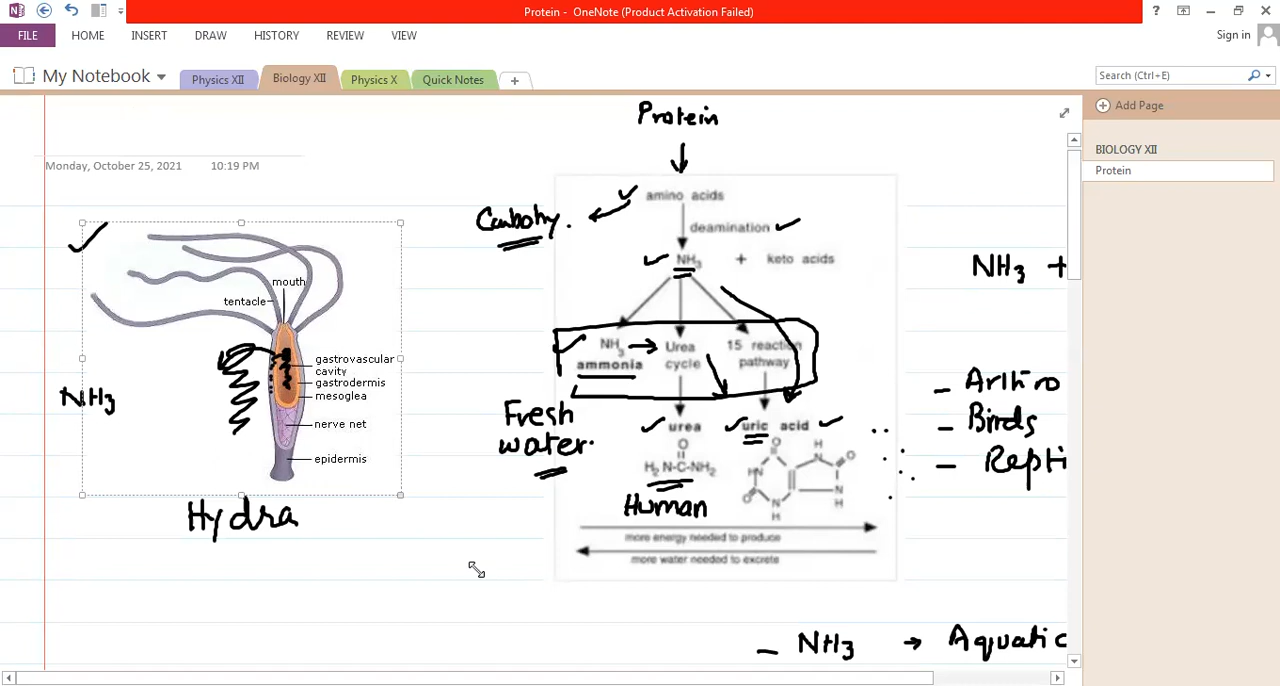 Protein - OneNote (Product Activation Failed)
FILE HOME INSERT DRAW HISTORY REVIEW VIEW
Sign in
My Notebook Physics XII Biology XII Physics X Quick Notes +
Search (Ctrl+E)
Add Page
BIOLOGY XII
Protein
Monday, October 25, 2021 10:19 PM
Protein
amino acids
Carbohy.
deamination
NH3 + keto acids
NH3 +
mouth
tentacle
gastrovascular
cavity
gastrodermis
mesoglea
nerve net
epidermis
NH3
Hydra
NH3
ammonia
Urea
cycle
15 reaction
pathway
Fresh
water.
urea
uric acid
O
H2N-C-NH2
Human
O
H
N
O
HN
O
N
H
N
H
more energy needed to produce
more water needed to excrete
- Arthro
- Birds
- Repti
- NH3 → Aquatic